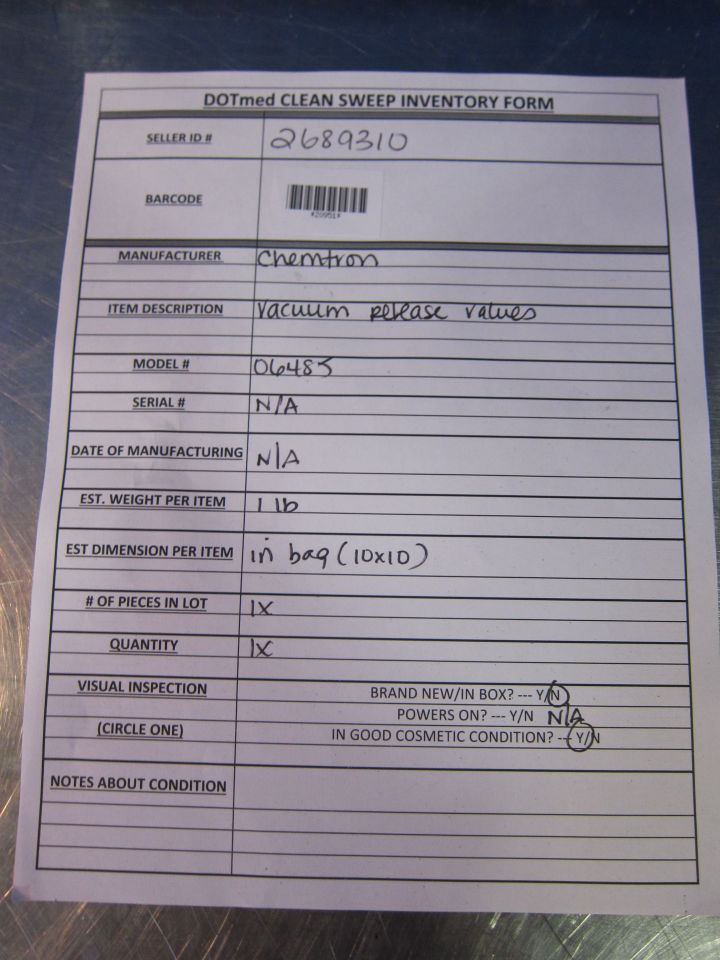 DOTmed CLEAN SWEEP INVENTORY FORM
SELLER ID # 2689310
BARCODE
*20951*
MANUFACTURER Chemtron
ITEM DESCRIPTION Vacuum release values
MODEL # 06485
SERIAL # N/A
DATE OF MANUFACTURING N/A
EST. WEIGHT PER ITEM 1 lb
EST DIMENSION PER ITEM in bag (10x10)
# OF PIECES IN LOT 1x
QUANTITY 1x
VISUAL INSPECTION BRAND NEW/IN BOX? --- Y/N
POWERS ON? --- Y/N N/A
(CIRCLE ONE) IN GOOD COSMETIC CONDITION? --- Y/N
NOTES ABOUT CONDITION